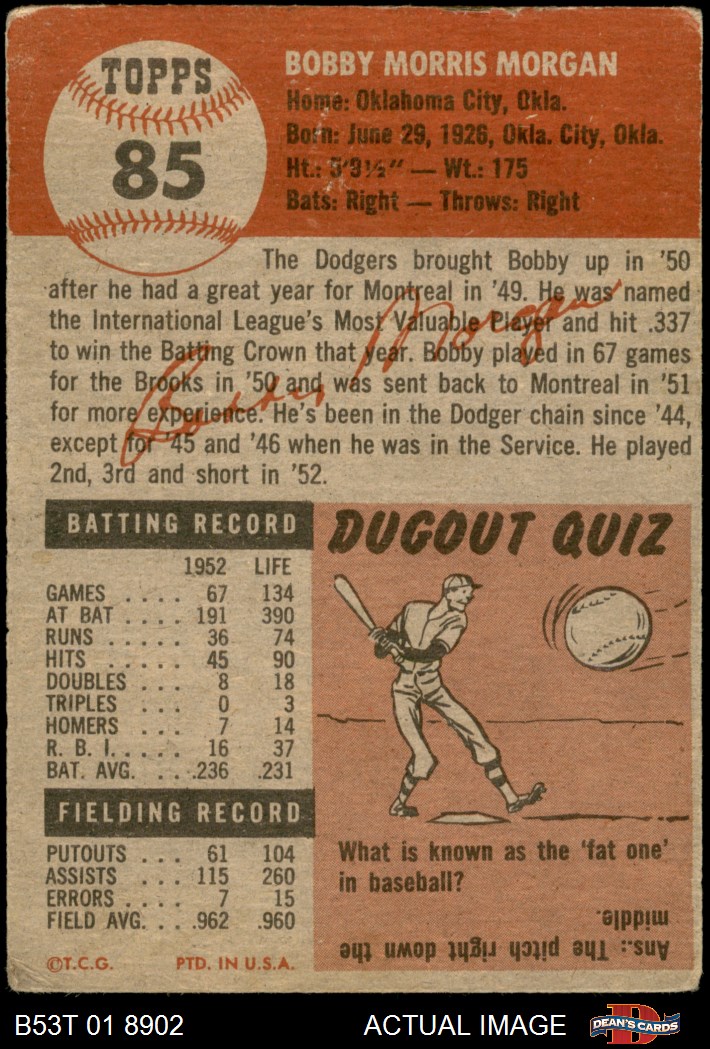 TOPPS
85
BOBBY MORRIS MORGAN
Home: Oklahoma City, Okla.
Born: June 29, 1926, Okla. City, Okla.
Ht.: 5'9½" — Wt.: 175
Bats: Right — Throws: Right
The Dodgers brought Bobby up in '50
after he had a great year for Montreal in '49. He was named
the International League's Most Valuable Player and hit .337
to win the Batting Crown that year. Bobby played in 67 games
for the Brooks in '50 and was sent back to Montreal in '51
for more experience. He's been in the Dodger chain since '44,
except for '45 and '46 when he was in the Service. He played
2nd, 3rd and short in '52.
Bobby Morgan
BATTING RECORD
1952 LIFE
GAMES . . . . 67 134
AT BAT . . . . 191 390
RUNS . . . . . 36 74
HITS . . . . . 45 90
DOUBLES . . . 8 18
TRIPLES . . . 0 3
HOMERS . . . 7 14
R. B. I. . . . . 16 37
BAT. AVG. . . .236 .231
FIELDING RECORD
PUTOUTS . . . 61 104
ASSISTS . . . 115 260
ERRORS . . . . 7 15
FIELD AVG. . . .962 .960
©T.C.G. PTD. IN U.S.A.
DUGOUT QUIZ
What is known as the 'fat one'
in baseball?
Ans.: The pitch right down the
middle.
B53T 01 8902 ACTUAL IMAGE D DEAN'S CARDS